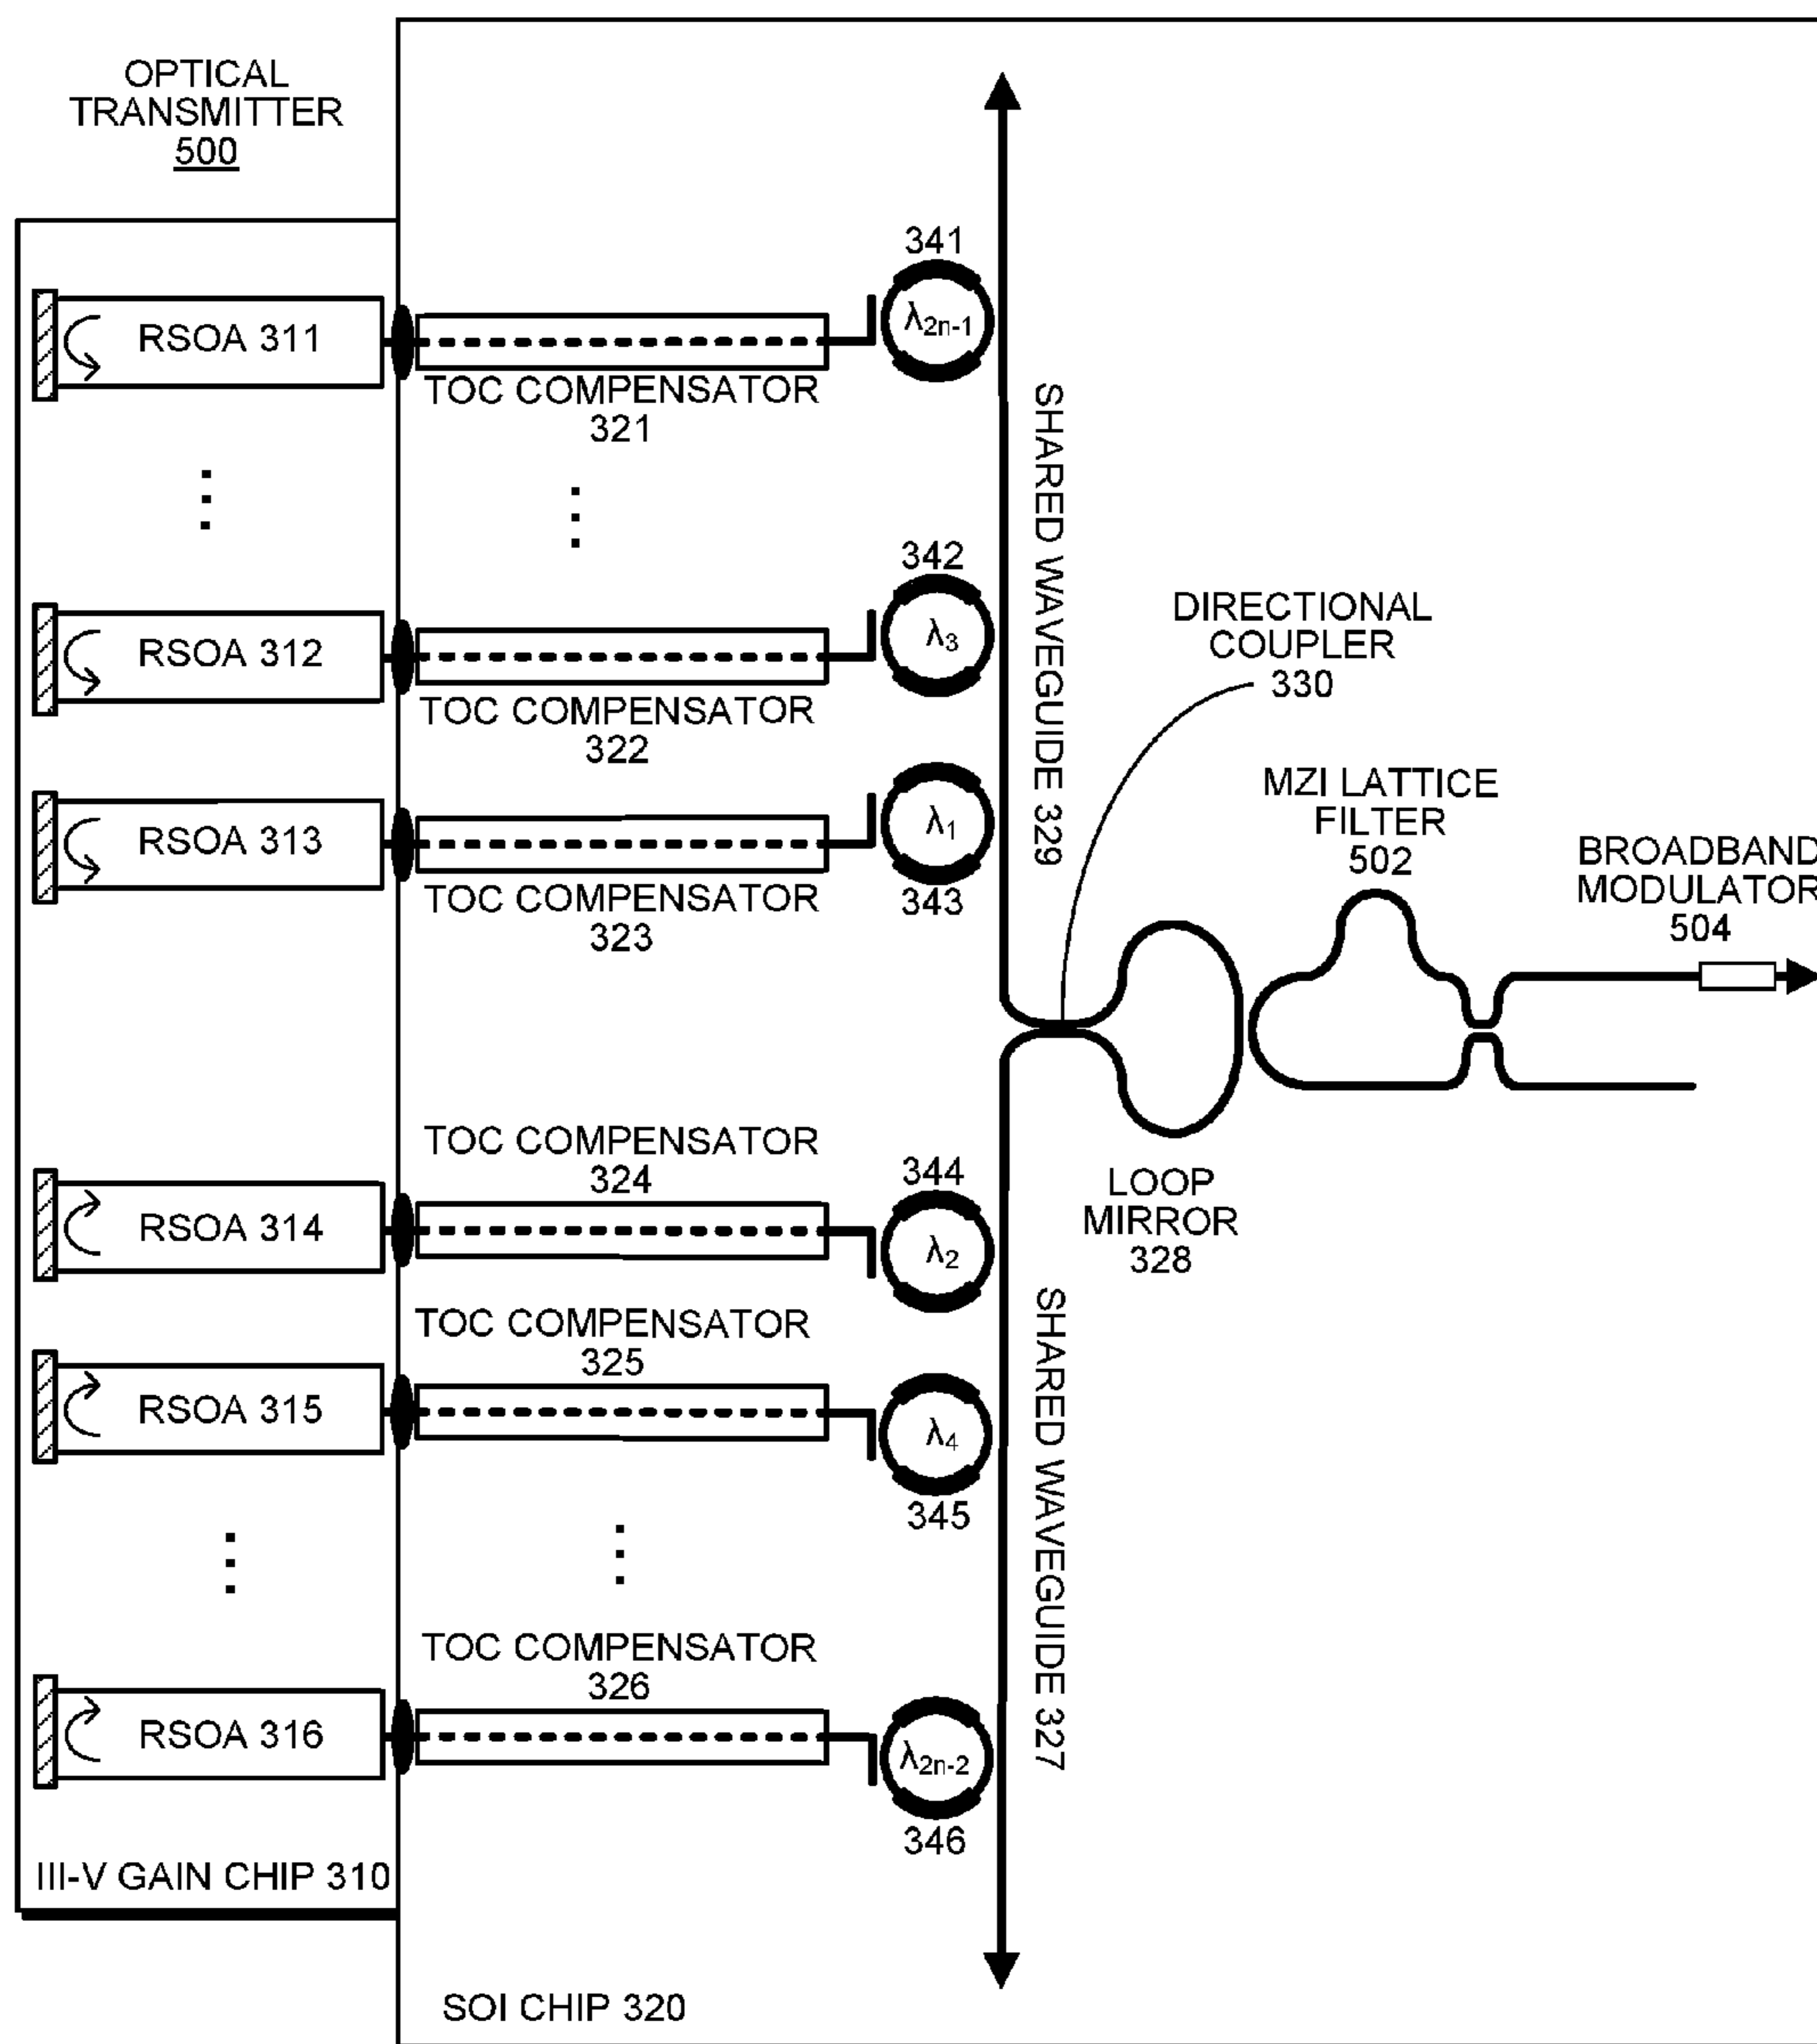 OPTICAL
TRANSMITTER
500
RSOA 311
TOC COMPENSATOR
321
341
λ2n-1
RSOA 312
TOC COMPENSATOR
322
342
λ3
RSOA 313
TOC COMPENSATOR
323
λ1
343
SHARED WAVEGUIDE 329
DIRECTIONAL
COUPLER
330
MZI LATTICE
FILTER
502
BROADBAND
MODULATOR
504
LOOP
MIRROR
328
TOC COMPENSATOR
324
RSOA 314
344
λ2
TOC COMPENSATOR
325
RSOA 315
λ4
345
SHARED WAVEGUIDE 327
TOC COMPENSATOR
326
RSOA 316
λ2n-2
346
III-V GAIN CHIP 310
SOI CHIP 320